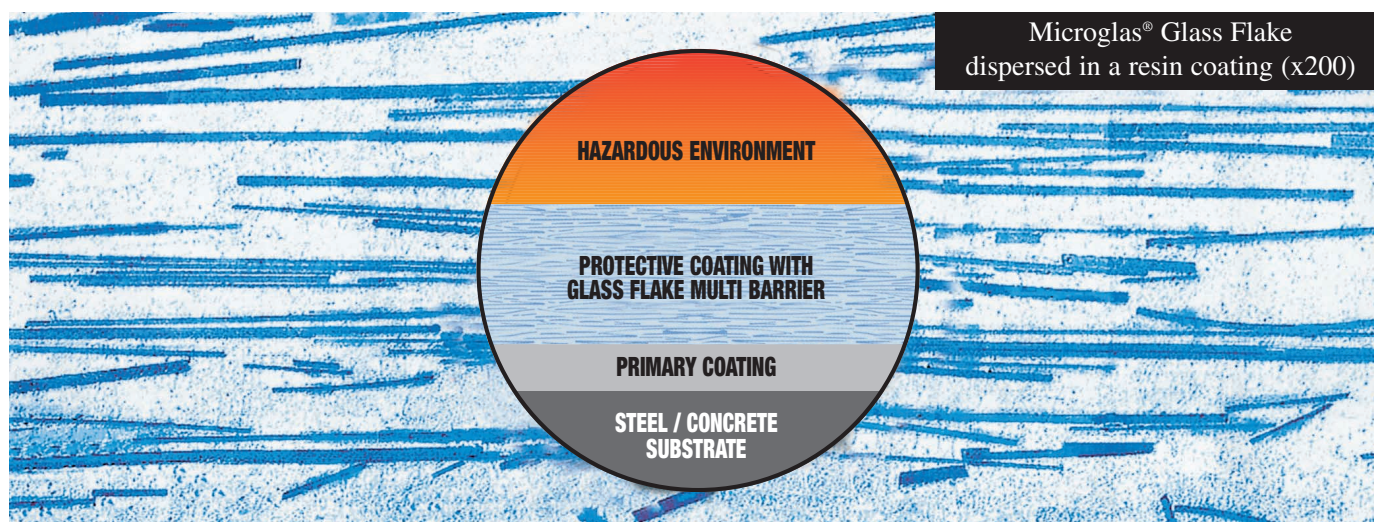 Microglas® Glass Flake
dispersed in a resin coating (x200)
HAZARDOUS ENVIRONMENT
PROTECTIVE COATING WITH
GLASS FLAKE MULTI BARRIER
PRIMARY COATING
STEEL / CONCRETE
SUBSTRATE